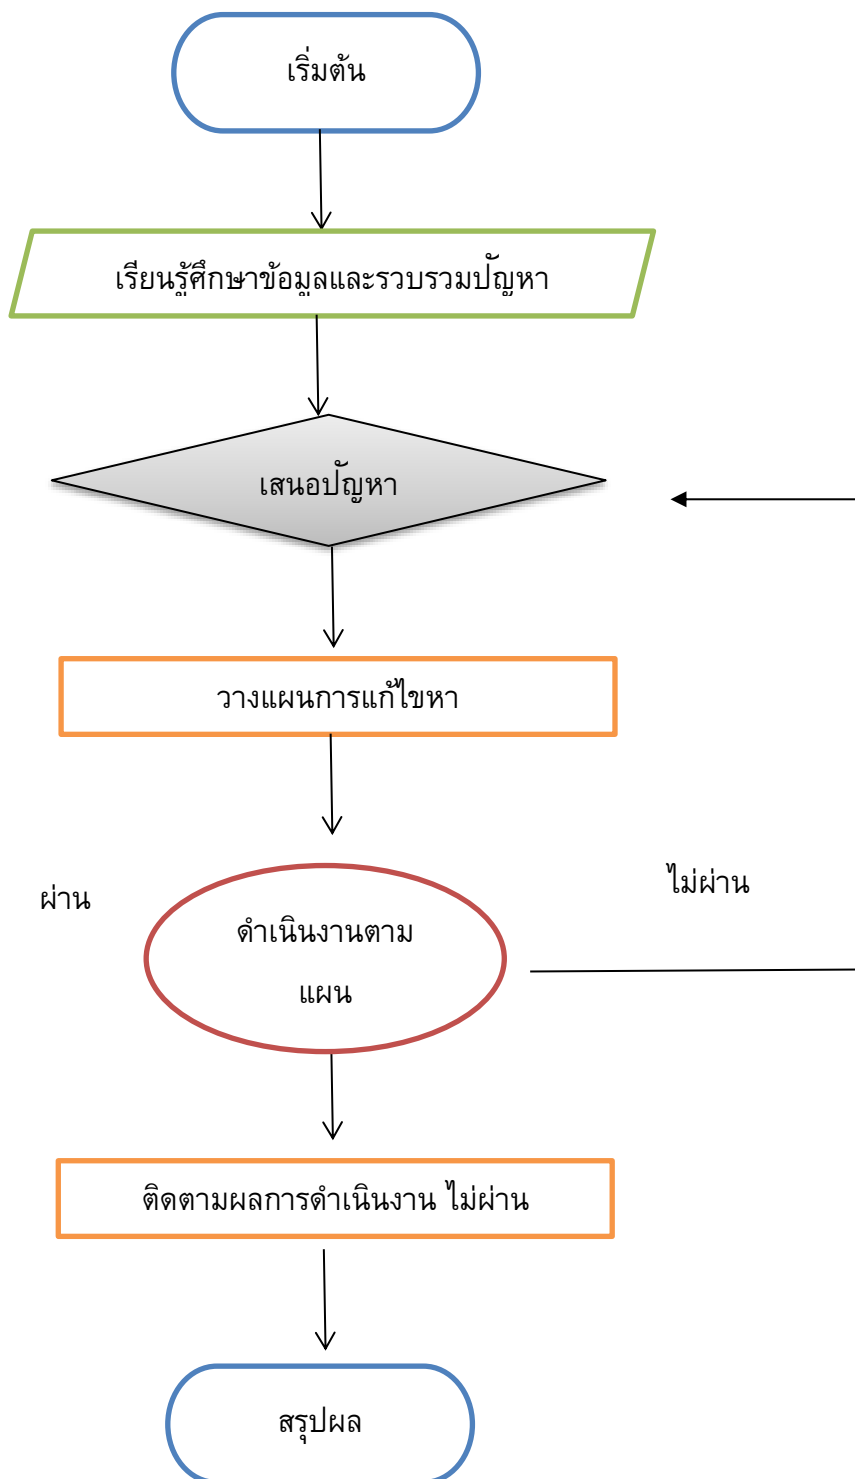 เริ่มต้น
เรียนรู้ศึกษาข้อมูลและรวบรวมปัญหา
เสนอปัญหา
วางแผนการแก้ไขหา
ผ่าน
ไม่ผ่าน
ดำเนินงานตาม
แผน
ติดตามผลการดำเนินงาน ไม่ผ่าน
สรุปผล